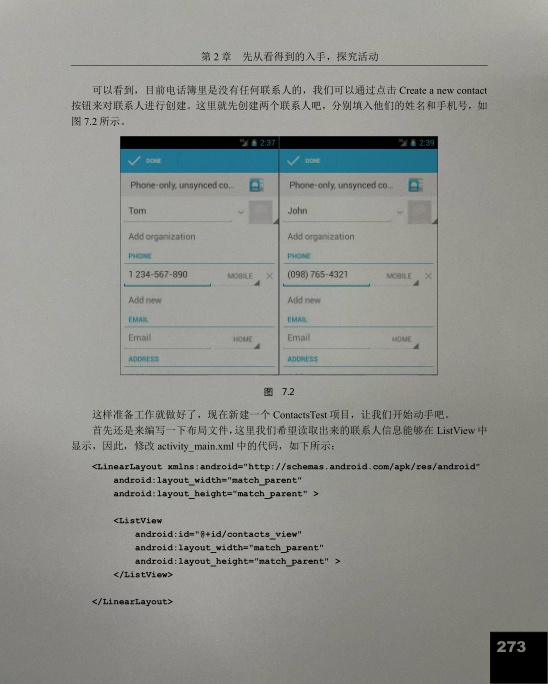 第 2 章 先从看得到的入手，探究活动
可以看到，目前电话簿里是没有任何联系人的，我们可以通过点击 Create a new contact
按钮来对联系人进行创建。这里就先创建两个联系人吧，分别填入他们的姓名和手机号，如
图 7.2 所示。
2:37
DONE
Phone-only, unsynced co...
Tom
Add organization
PHONE
1 234-567-890 MOBILE
Add new
EMAIL
Email HOME
ADDRESS
2:39
DONE
Phone-only, unsynced co...
John
Add organization
PHONE
(098) 765-4321 MOBILE
Add new
EMAIL
Email HOME
ADDRESS
图 7.2
这样准备工作就做好了，现在新建一个 ContactsTest 项目，让我们开始动手吧。
首先还是来编写一下布局文件，这里我们希望读取出来的联系人信息能够在 ListView 中
显示，因此，修改 activity_main.xml 中的代码，如下所示：
<LinearLayout xmlns:android="http://schemas.android.com/apk/res/android"
android:layout_width="match_parent"
android:layout_height="match_parent" >
<ListView
android:id="@+id/contacts_view"
android:layout_width="match_parent"
android:layout_height="match_parent" >
</ListView>
</LinearLayout>
273